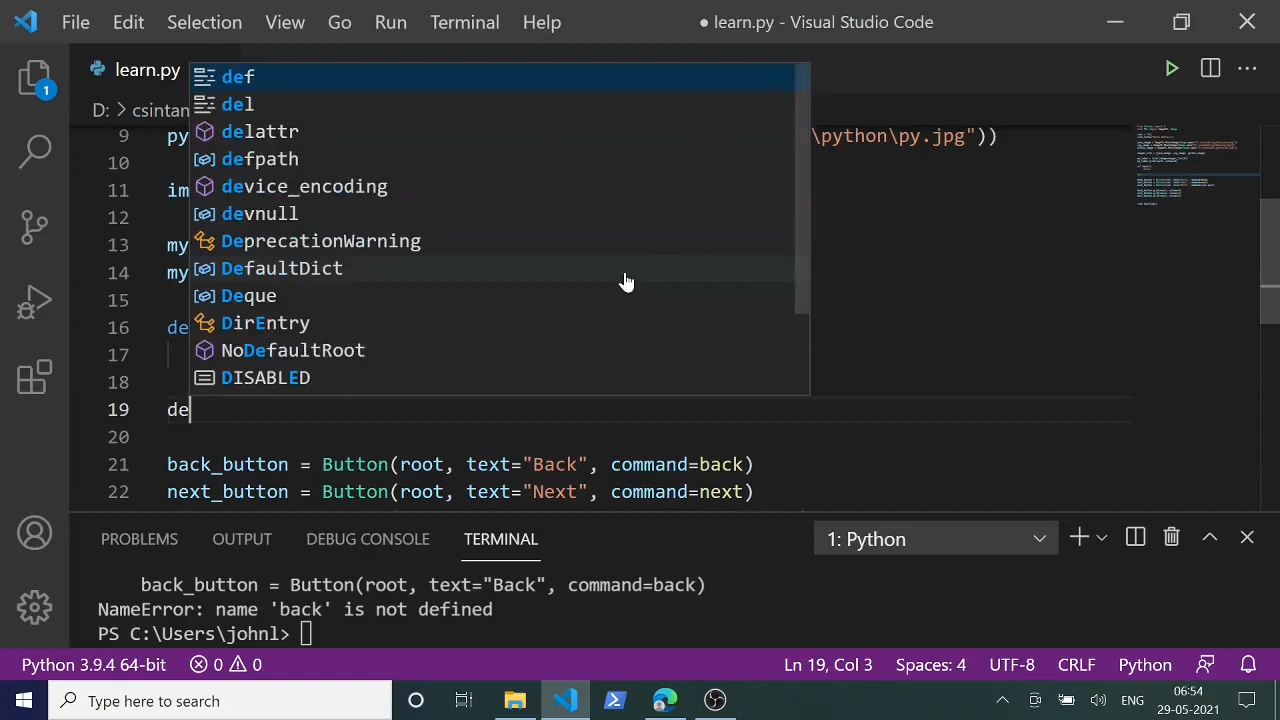 File Edit Selection View Go Run Terminal Help ● learn.py - Visual Studio Code
learn.py
D: > csintan
9 py \python\py.jpg"))
10
11 im
12
13 my
14 my
15
16 de
17
18
19 de
20
21 back_button = Button(root, text="Back", command=back)
22 next_button = Button(root, text="Next", command=next)
def
del
delattr
defpath
device_encoding
devnull
DeprecationWarning
DefaultDict
Deque
DirEntry
NoDefaultRoot
DISABLED
1
PROBLEMS OUTPUT DEBUG CONSOLE TERMINAL 1: Python
back_button = Button(root, text="Back", command=back)
NameError: name 'back' is not defined
PS C:\Users\johnl>
Python 3.9.4 64-bit 0 0 Ln 19, Col 3 Spaces: 4 UTF-8 CRLF Python
Type here to search ENG 06:54
29-05-2021